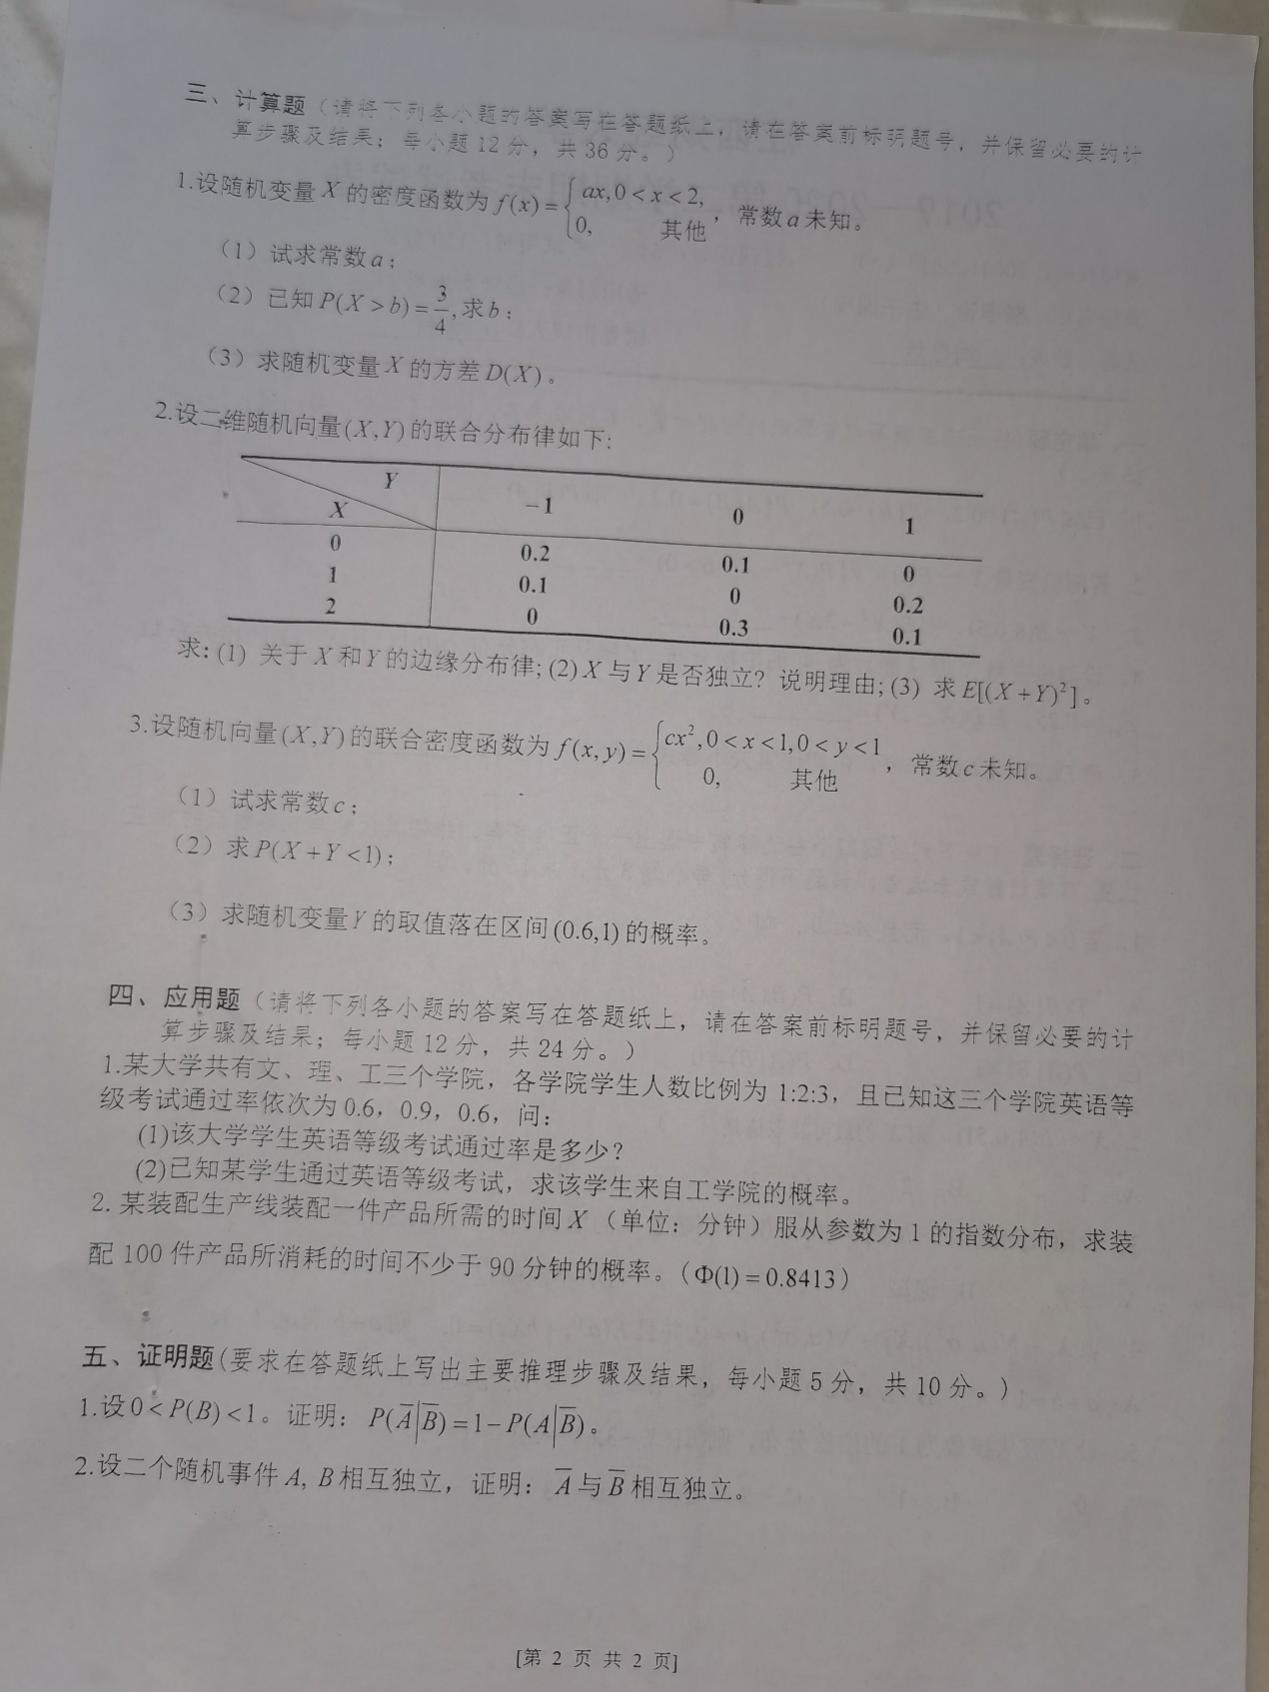 三、计算题（请将下列各小题的答案写在答题纸上，请在答案前标明题号，并保留必要的计
算步骤及结果；每小题12分，共36分。）
1.设随机变量X的密度函数为f(x)={ax,0<x<2, 0, 其他，常数a未知。
（1）试求常数a；
（2）已知P(X>b)=3/4,求b；
（3）求随机变量X的方差D(X)。
2.设二维随机向量(X,Y)的联合分布律如下:
Y
X -1 0 1
0 0.2 0.1 0
1 0.1 0 0.2
2 0 0.3 0.1
求: (1) 关于X和Y的边缘分布律; (2) X与Y是否独立？说明理由; (3) 求E[(X+Y)²]。
3.设随机向量(X,Y)的联合密度函数为f(x,y)={cx²,0<x<1,0<y<1 0, 其他，常数c未知。
（1）试求常数c；
（2）求P(X+Y<1)；
（3）求随机变量Y的取值落在区间(0.6,1)的概率。
四、应用题（请将下列各小题的答案写在答题纸上，请在答案前标明题号，并保留必要的计
算步骤及结果；每小题12分，共24分。）
1.某大学共有文、理、工三个学院，各学院学生人数比例为1:2:3，且已知这三个学院英语等
级考试通过率依次为0.6，0.9，0.6，问：
(1)该大学学生英语等级考试通过率是多少？
(2)已知某学生通过英语等级考试，求该学生来自工学院的概率。
2. 某装配生产线装配一件产品所需的时间X（单位：分钟）服从参数为1的指数分布，求装
配100件产品所消耗的时间不少于90分钟的概率。（Φ(1)=0.8413）
五、证明题(要求在答题纸上写出主要推理步骤及结果，每小题5分，共10分。)
1.设0<P(B)<1。证明：P(A̅|B̅)=1-P(A|B̅)。
2.设二个随机事件A, B相互独立，证明：A̅与B̅相互独立。
[第 2 页 共 2 页]